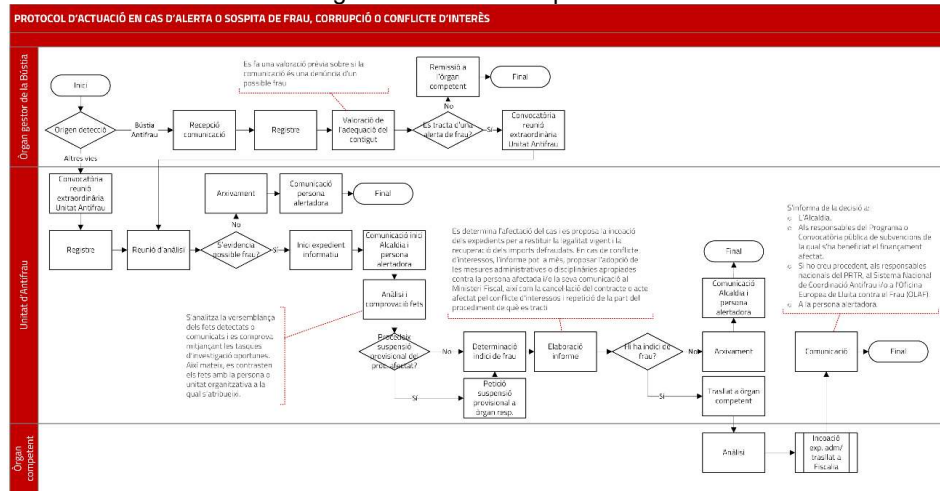 PROTOCOL D'ACTUACIÓ EN CAS D'ALERTA O SOSPITA DE FRAU, CORRUPCIÓ O CONFLICTE D'INTERÈS
Òrgan gestor de la Bústia
Inici
Origen detecció
Bústia
Antifrau
Altres vies
Recepció
comunicació
Registre
Es fa una valoració prèvia sobre si la
comunicació és una denúncia d'un
possible frau
Valoració de
l'adequació del
contigut
Es tracta d'una
alerta de frau?
No
Sí
Remissió a
l'òrgan
competent
Final
Convocatòria
reunió
extraordinària
Unitat Antifrau
Unitat d'Antifrau
Convocatòria
reunió
extraordinària
Unitat Antifrau
Registre
Reunió d'anàlisi
S'evidencia
possible frau?
No
Sí
Arxivament
Comunicació
persona
alertadora
Final
Inici expedient
informatiu
Comunicació inici
Alcaldia i
persona
alertadora
Anàlisi i
comprovació fets
S'analitza la versemblança
dels fets detectats o
comunicats i es comprova
mitjançant les tasques
d'investigació oportunes.
Així mateix, es contrasten
els fets amb la persona o
unitat organitzativa a la
qual s'atribueix.
Procedeix
suspensió
provisional del
proc. afectat?
No
Sí
Petició
suspensió
provisional a
òrgan resp.
Determinació
indici de frau
Elaboració
informe
Es determina l'afectació del cas i es proposa la incoació
dels expedients per a restituir la legalitat vigent i la
recuperació dels imports defraudats. En cas de conflicte
d'interessos, l'informe pot a més, proposar l'adopció de
les mesures administratives o disciplinàries apropiades
contra la persona afectada i/o la seva comunicació al
Ministeri Fiscal, així com la cancel·lació del contracte o acte
afectat pel conflicte d'interessos i repetició de la part del
procediment de què es tracti
Hi ha indici de
frau?
No
Sí
Arxivament
Comunicació
Alcaldia i
persona
alertadora
Final
Trasllat a òrgan
competent
S'informa de la decisió a:
o L'Alcaldia.
o Als responsables del Programa o
Convocatòria pública de subvencions de
la qual s'ha beneficiat el finançament
afectat.
o Si ho creu procedent, als responsables
nacionals del PRTR, al Sistema Nacional
de Coordinació Antifrau i/o a l'Oficina
Europea de Lluita contra el Frau (OLAF)
o A la persona alertadora.
Comunicació
Final
Òrgan
competent
Anàlisi
Incoació
exp. adm/
trasllat a
Fiscalia